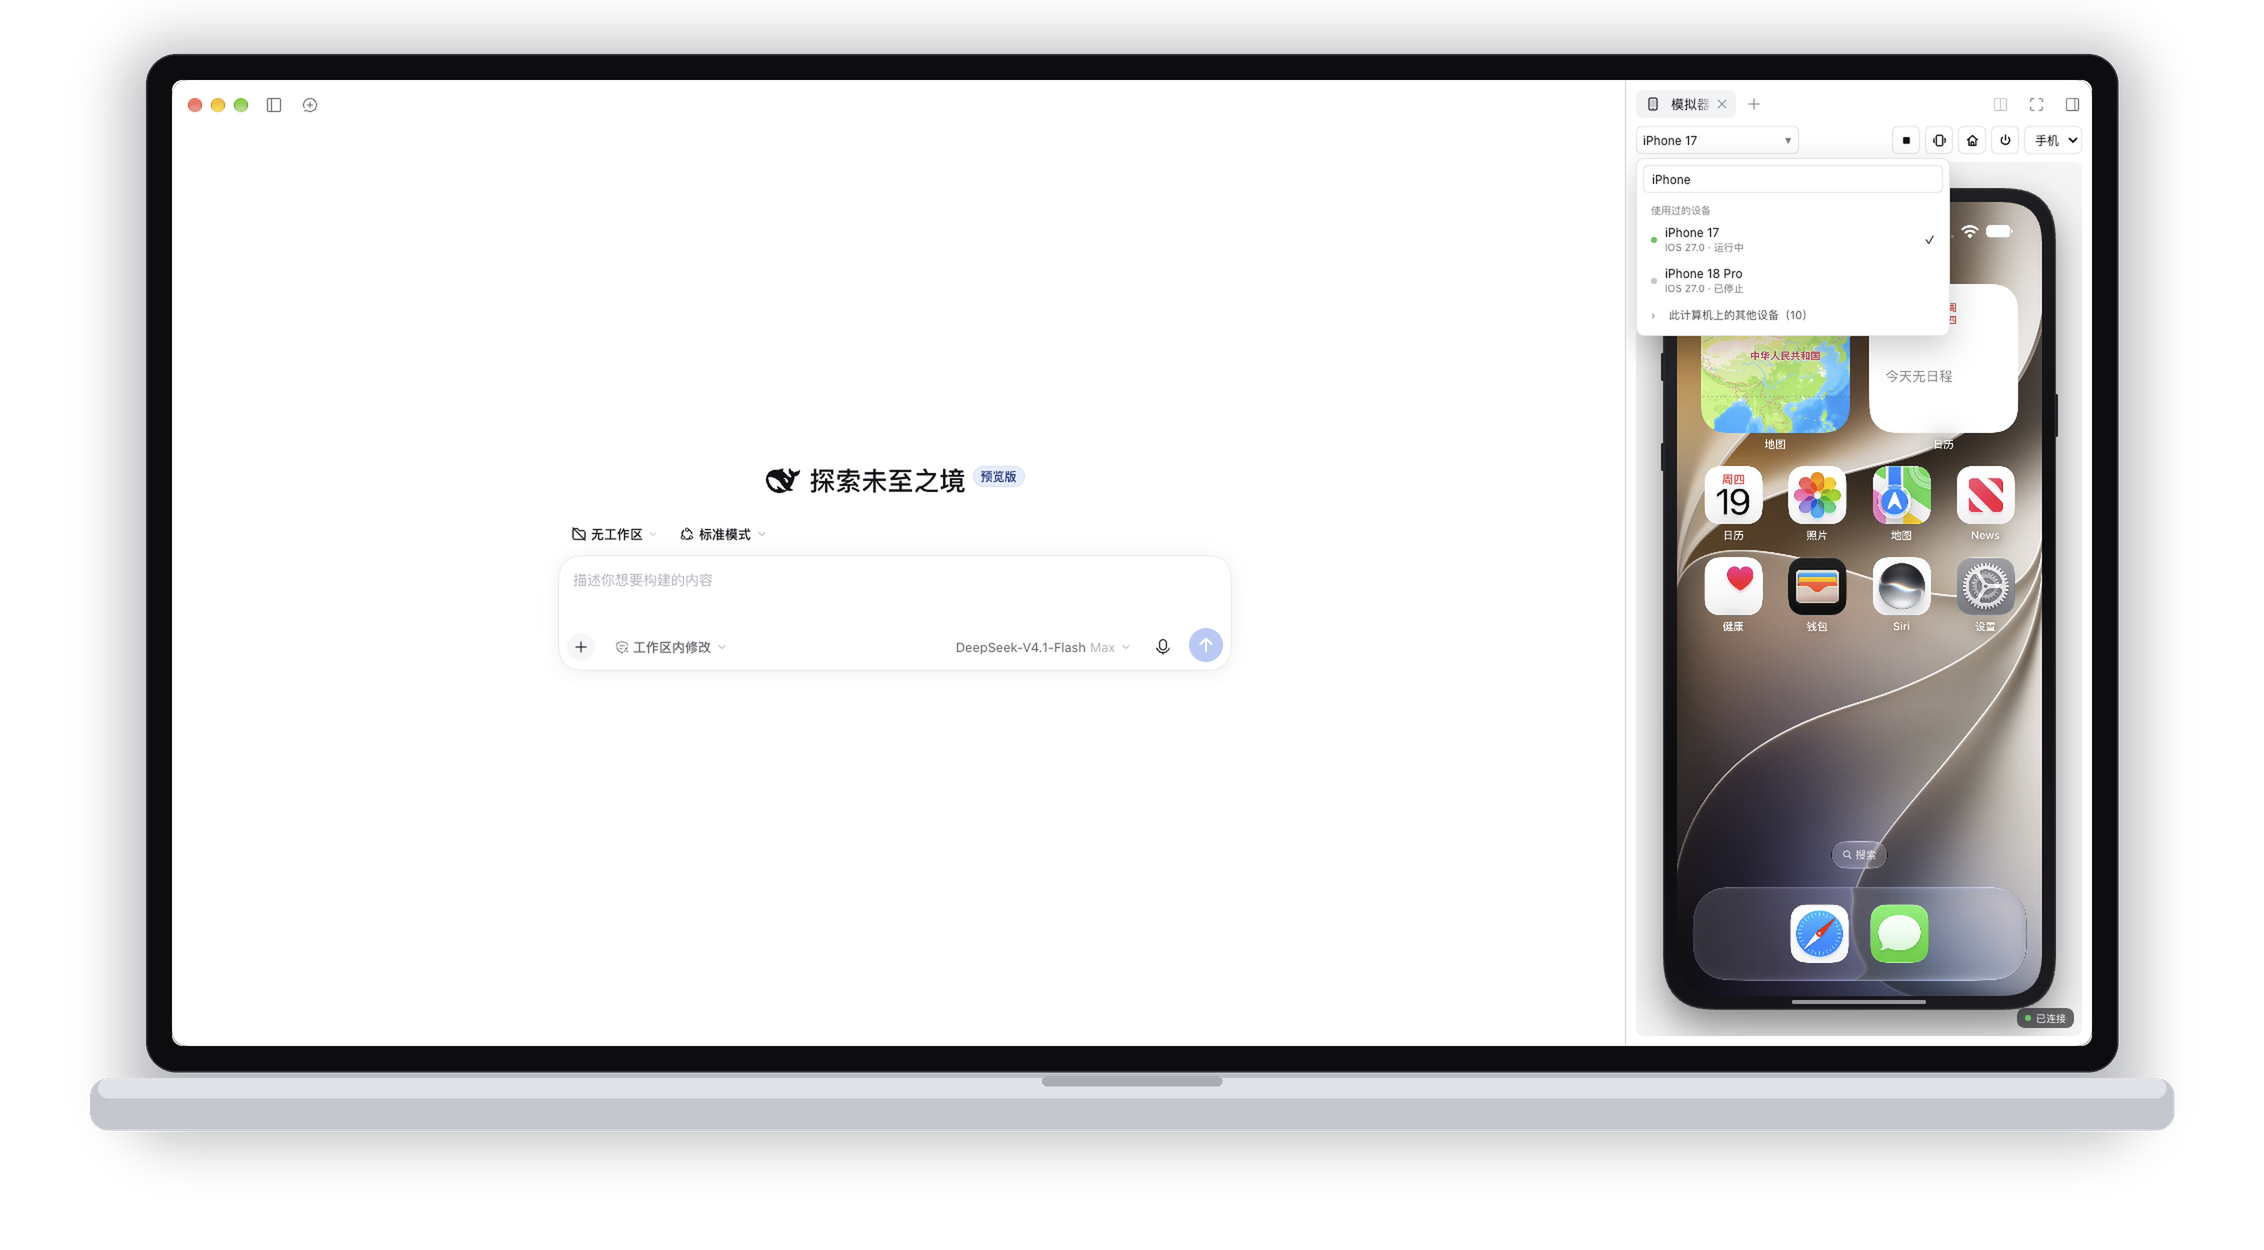 模拟器
iPhone 17
手机
iPhone
使用过的设备
iPhone 17
iOS 27.0 · 运行中
iPhone 18 Pro
iOS 27.0 · 已停止
此计算机上的其他设备 (10)
周四
中华人民共和国
今天无日程
地图
日历
探索未至之境
预览版
无工作区
标准模式
描述你想要构建的内容
工作区内修改
DeepSeek-V4.1-Flash Max
周四
19
日历
照片
地图
News
健康
钱包
Siri
设置
搜索
已连接